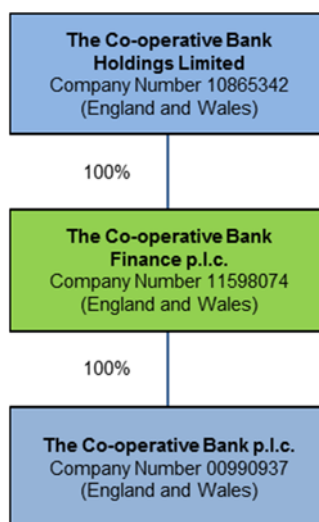 The Co-operative Bank
Holdings Limited
Company Number 10865342
(England and Wales)
100%
The Co-operative Bank
Finance p.l.c.
Company Number 11598074
(England and Wales)
100%
The Co-operative Bank p.l.c.
Company Number 00990937
(England and Wales)